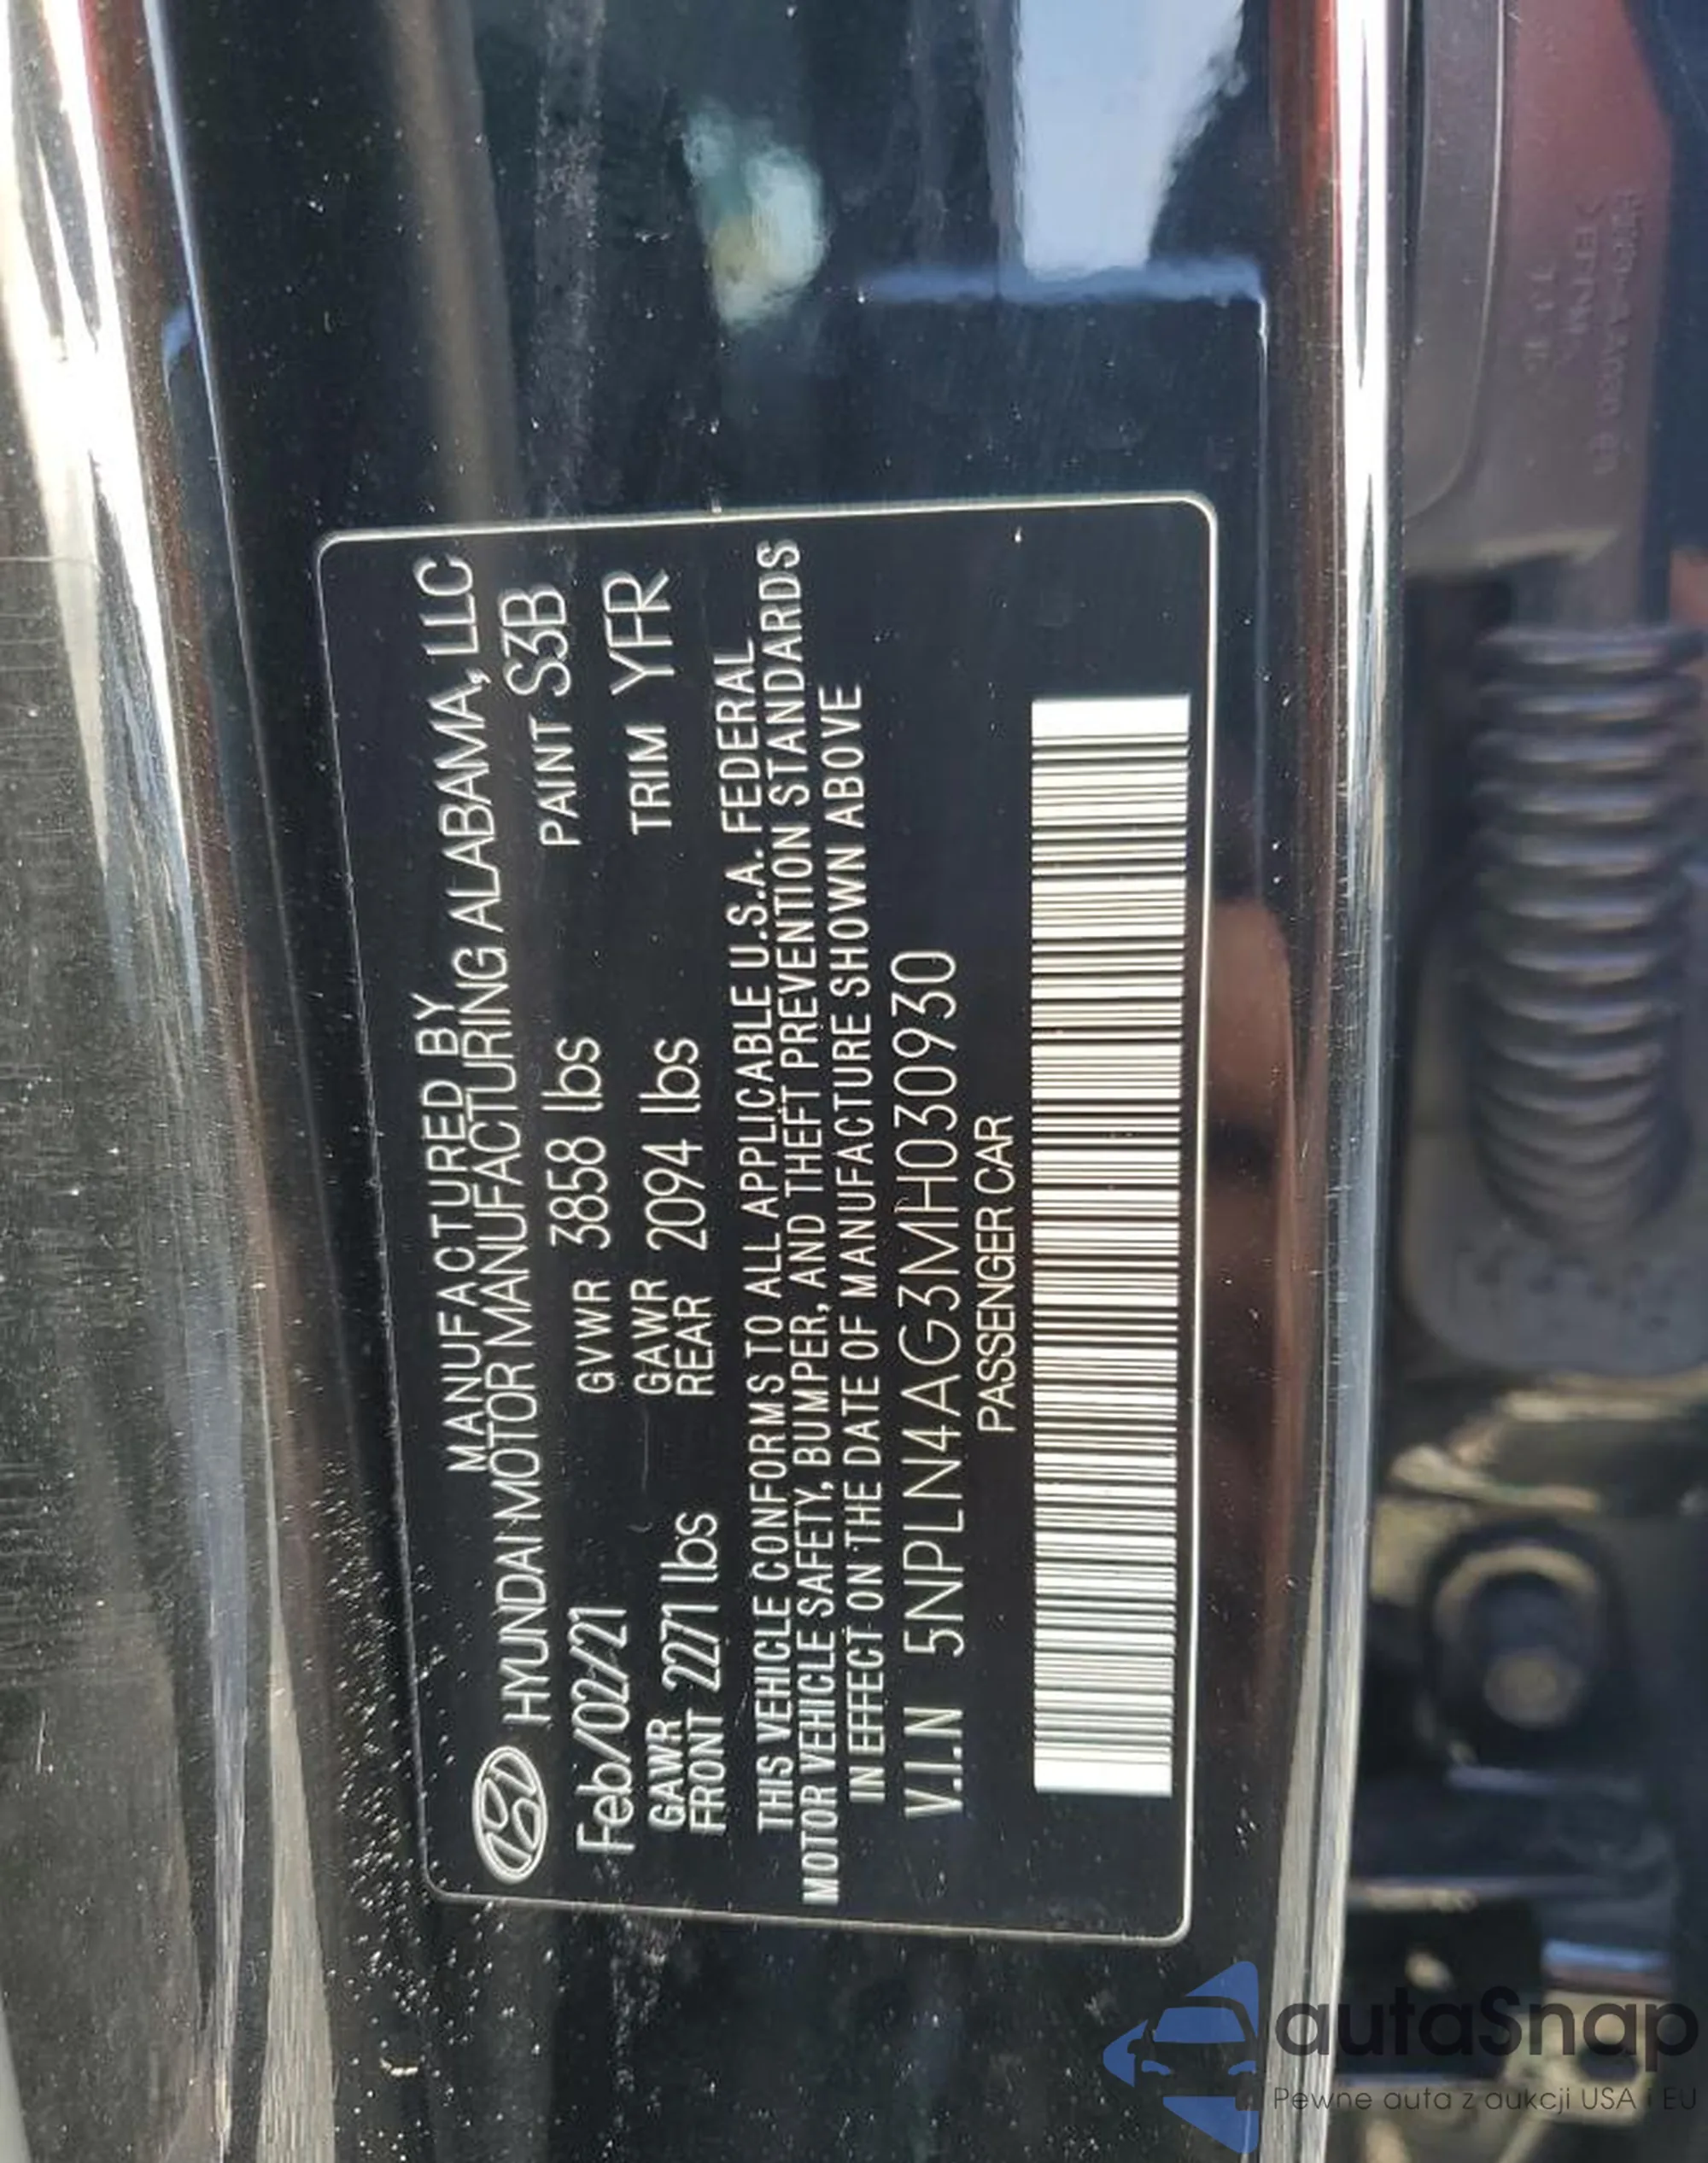 MANUFACTURED BY
HYUNDAI MOTOR MANUFACTURING ALABAMA, LLC
Feb/02/21 GVWR 3858 lbs PAINT S3B
GAWR FRONT 2271 lbs GAWR REAR 2094 lbs TRIM YFR
THIS VEHICLE CONFORMS TO ALL APPLICABLE U.S.A. FEDERAL
MOTOR VEHICLE SAFETY, BUMPER, AND THEFT PREVENTION STANDARDS
IN EFFECT ON THE DATE OF MANUFACTURE SHOWN ABOVE
V.I.N 5NPLN4AG3MH030930
PASSENGER CAR
autaSnap
Pewne auta z aukcji USA i EU